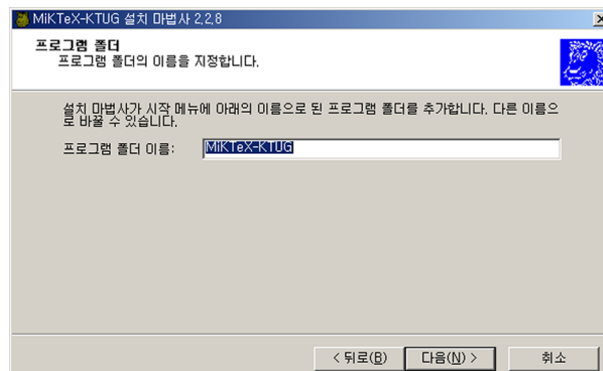 MiKTeX-KTUG 설치 마법사 2.2.8
프로그램 폴더
프로그램 폴더의 이름을 지정합니다.
설치 마법사가 시작 메뉴에 아래의 이름으로 된 프로그램 폴더를 추가합니다. 다른 이름으
로 바꿀 수 있습니다.
프로그램 폴더 이름: MiKTeX-KTUG
< 뒤로(B) 다음(N) > 취소